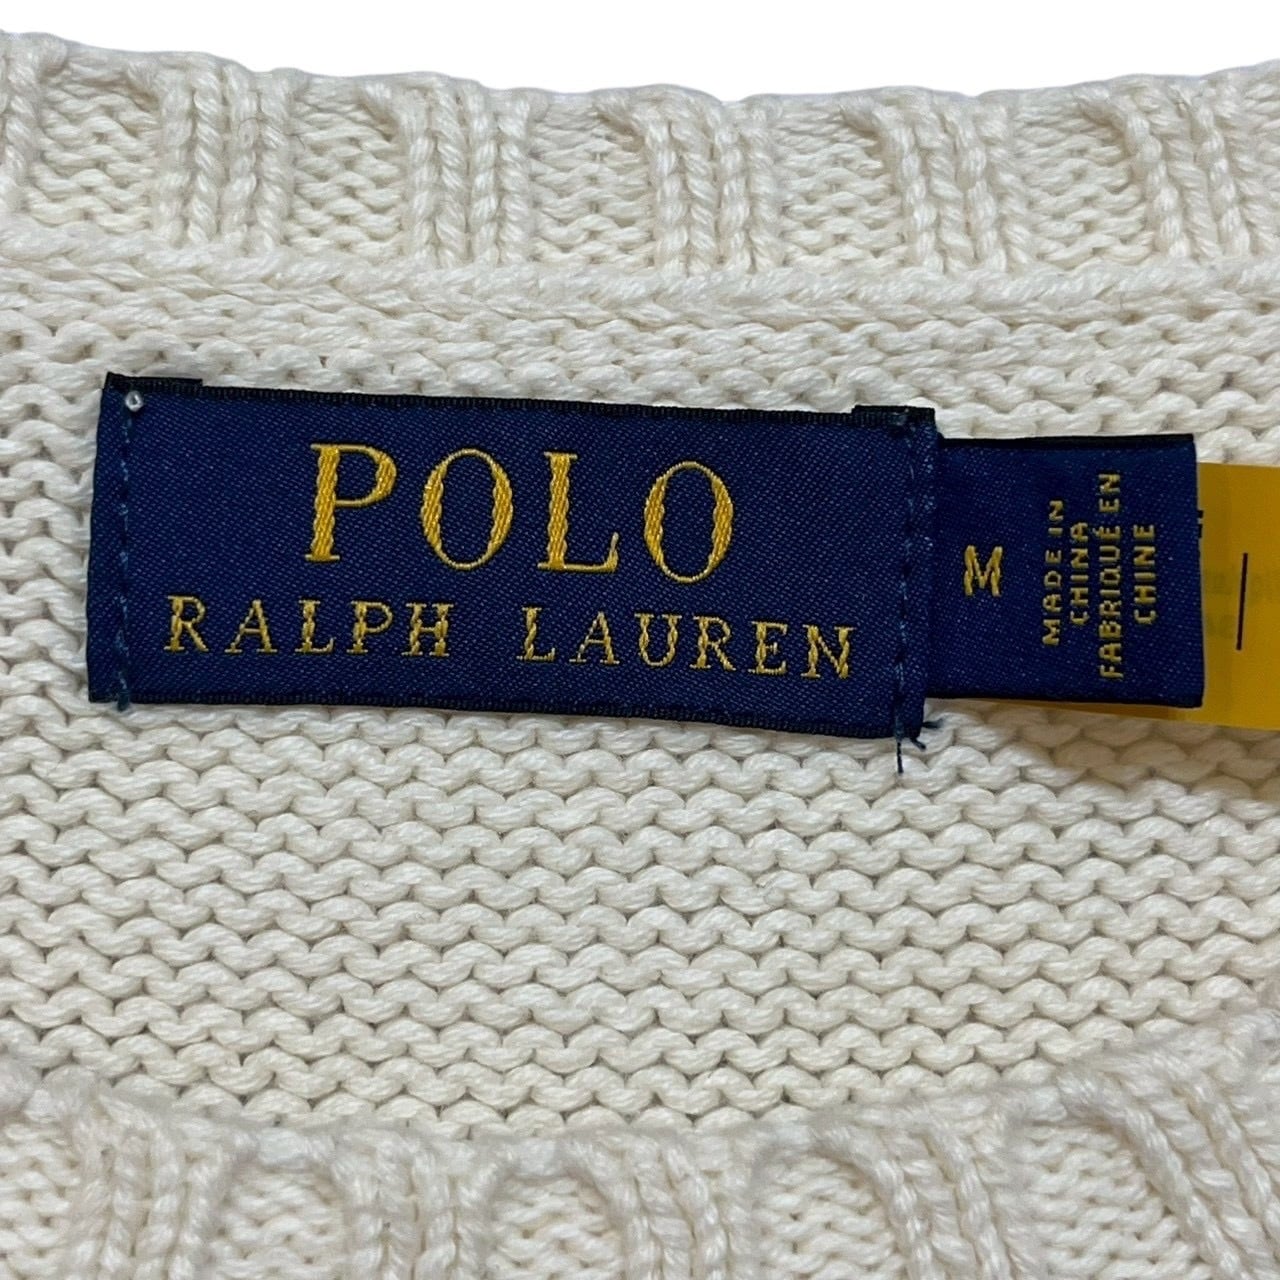 POLO
RALPH LAUREN
M
MADE IN
CHINA
FABRIQUÉ EN
CHINE